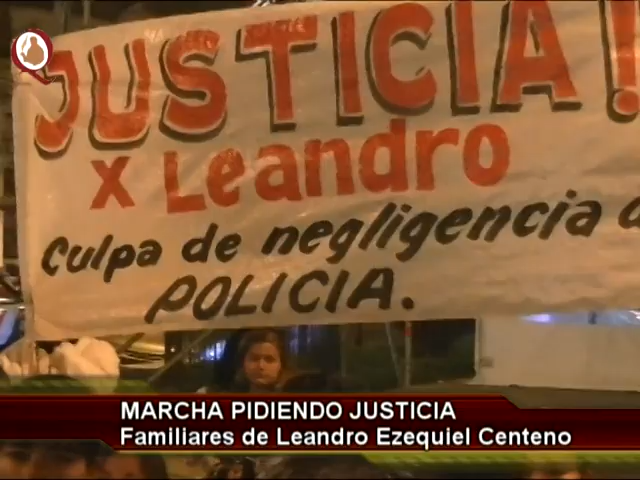 JUSTICIA!
x Leandro
Culpa de negligencia d
POLICIA.
MARCHA PIDIENDO JUSTICIA
Familiares de Leandro Ezequiel Centeno